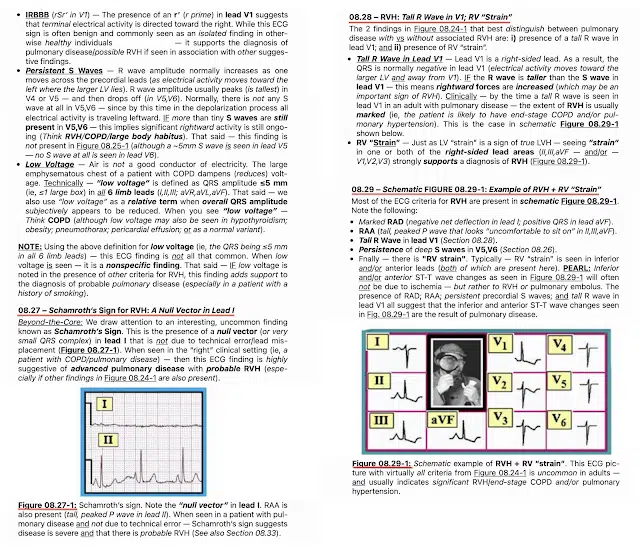 • IRBBB (rSr' in V1) — The presence of an r' (r prime) in lead V1 suggests
that terminal electrical activity is directed toward the right. While this ECG
sign is often benign and commonly seen as an isolated finding in other-
wise healthy individuals — it supports the diagnosis of
pulmonary disease/possible RVH if seen in association with other sugges-
tive findings.
• Persistent S Waves — R wave amplitude normally increases as one
moves across the precordial leads (as electrical activity moves toward the
left where the larger LV lies). R wave amplitude usually peaks (is tallest) in
V4 or V5 — and then drops off (in V5,V6). Normally, there is not any S
wave at all in V5,V6 — since by this time in the depolarization process all
electrical activity is traveling leftward. IF more than tiny S waves are still
present in V5,V6 — this implies significant rightward activity is still ongo-
ing (Think RVH/COPD/large body habitus). That said — this finding is
not present in Figure 08.25-1 (although a ~5mm S wave is seen in lead V5
— no S wave at all is seen in lead V6).
• Low Voltage — Air is not a good conductor of electricity. The large
emphysematous chest of a patient with COPD dampens (reduces) volt-
age. Technically — "low voltage" is defined as QRS amplitude ≤5 mm
(ie, ≤1 large box) in all 6 limb leads (I,II,III; aVR,aVL,aVF). That said — we
also use "low voltage" as a relative term when overall QRS amplitude
subjectively appears to be reduced. When you see "low voltage" —
Think COPD (although low voltage may also be seen in hypothyroidism;
obesity; pneumothorax; pericardial effusion; or as a normal variant).
NOTE: Using the above definition for low voltage (ie, the QRS being ≤5 mm
in all 6 limb leads) — this ECG finding is not all that common. When low
voltage is seen — it is a nonspecific finding. That said — IF low voltage is
noted in the presence of other criteria for RVH, this finding adds support to
the diagnosis of probable pulmonary disease (especially in a patient with a
history of smoking).
08.27 – Schamroth's Sign for RVH: A Null Vector in Lead I
Beyond-the-Core: We draw attention to an interesting, uncommon finding
known as Schamroth's Sign. This is the presence of a null vector (or very
small QRS complex) in lead I that is not due to technical error/lead mis-
placement (Figure 08.27-1). When seen in the "right" clinical setting (ie, a
patient with COPD/pulmonary disease) — then this ECG finding is highly
suggestive of advanced pulmonary disease with probable RVH (espe-
cially if other findings in Figure 08.24-1 are also present).
I
II
Figure 08.27-1: Schamroth's sign. Note the "null vector" in lead I. RAA is
also present (tall, peaked P wave in lead II). When seen in a patient with pul-
monary disease and not due to technical error — Schamroth's sign suggests
disease is severe and that there is probable RVH (See also Section 08.33).
08.28 – RVH: Tall R Wave in V1; RV "Strain"
The 2 findings in Figure 08.24-1 that best distinguish between pulmonary
disease with vs without associated RVH are: i) presence of a tall R wave in
lead V1; and ii) presence of RV "strain".
• Tall R Wave in Lead V1 — Lead V1 is a right-sided lead. As a result, the
QRS is normally negative in lead V1 (electrical activity moves toward the
larger LV and away from V1). IF the R wave is taller than the S wave in
lead V1 — this means rightward forces are increased (which may be an
important sign of RVH). Clinically — by the time a tall R wave is seen in
lead V1 in an adult with pulmonary disease — the extent of RVH is usually
marked (ie, the patient is likely to have end-stage COPD and/or pul-
monary hypertension). This is the case in schematic Figure 08.29-1
shown below.
• RV "Strain" — Just as LV "strain" is a sign of true LVH — seeing "strain"
in one or both of the right-sided lead areas (II,III,aVF — and/or —
V1,V2,V3) strongly supports a diagnosis of RVH (Figure 08.29-1).
08.29 – Schematic FIGURE 08.29-1: Example of RVH + RV "Strain"
Most of the ECG criteria for RVH are present in schematic Figure 08.29-1.
Note the following:
• Marked RAD (negative net deflection in lead I; positive QRS in lead aVF).
• RAA (tall, peaked P wave that looks "uncomfortable to sit on" in II,III,aVF).
• Tall R Wave in lead V1 (Section 08.28).
• Persistence of deep S waves in V5,V6 (Section 08.26).
• Finally — there is "RV strain". Typically — RV "strain" is seen in inferior
and/or anterior leads (both of which are present here). PEARL: Inferior
and/or anterior ST-T wave changes as seen in Figure 08.29-1 will often
not be due to ischemia — but rather to RVH or pulmonary embolus. The
presence of RAD; RAA; persistent precordial S waves; and tall R wave in
lead V1 all suggest that the inferior and anterior ST-T wave changes seen
in Fig. 08.29-1 are the result of pulmonary disease.
I
V1
V4
II
V2
V5
III
aVF
V3
V6
Figure 08.29-1: Schematic example of RVH + RV "strain". This ECG pic-
ture with virtually all criteria from Figure 08.24-1 is uncommon in adults —
and usually indicates significant RVH/end-stage COPD and/or pulmonary
hypertension.